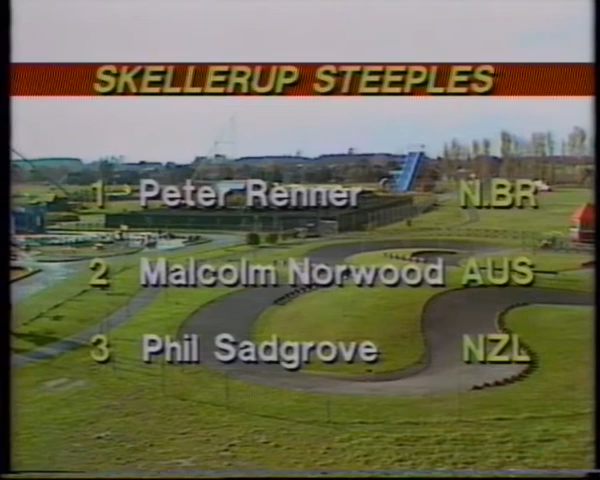 SKELLERUP STEEPLES
1 Peter Renner N.BR
2 Malcolm Norwood AUS
3 Phil Sadgrove NZL